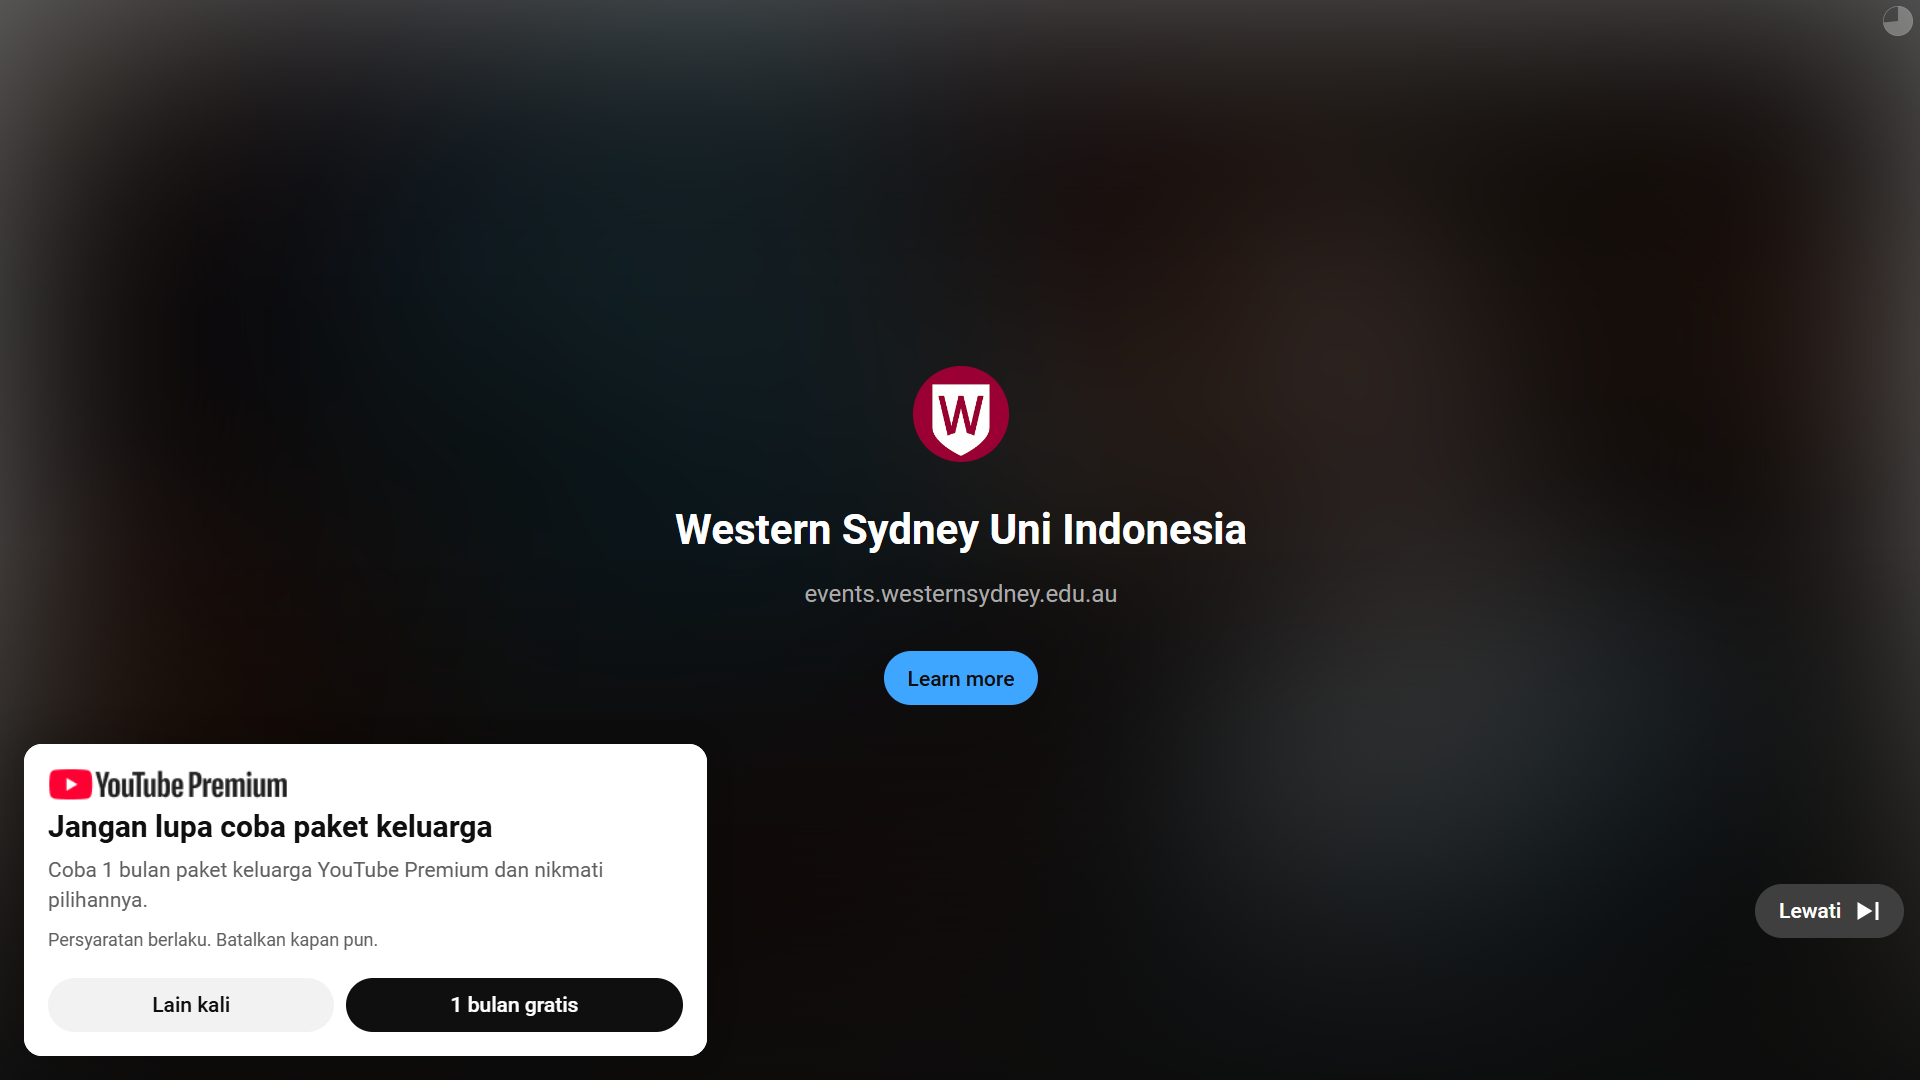 W
Western Sydney Uni Indonesia
events.westernsydney.edu.au
Learn more
YouTube Premium
Jangan lupa coba paket keluarga
Coba 1 bulan paket keluarga YouTube Premium dan nikmati
pilihannya.
Persyaratan berlaku. Batalkan kapan pun.
Lain kali
1 bulan gratis
Lewati